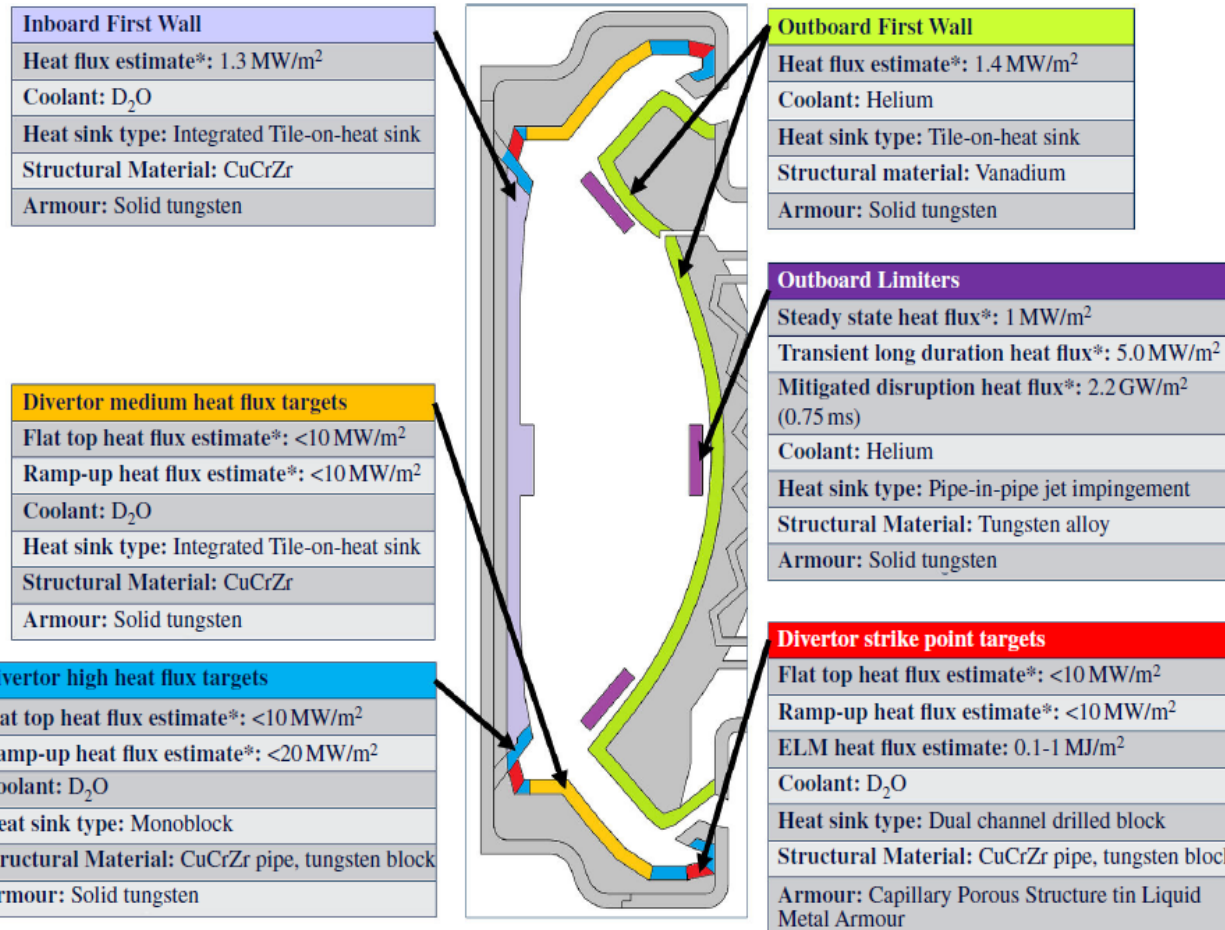 Inboard First Wall
Heat flux estimate*: 1.3 MW/m²
Coolant: D₂O
Heat sink type: Integrated Tile-on-heat sink
Structural Material: CuCrZr
Armour: Solid tungsten
Outboard First Wall
Heat flux estimate*: 1.4 MW/m²
Coolant: Helium
Heat sink type: Tile-on-heat sink
Structural material: Vanadium
Armour: Solid tungsten
Outboard Limiters
Steady state heat flux*: 1 MW/m²
Transient long duration heat flux*: 5.0 MW/m²
Mitigated disruption heat flux*: 2.2 GW/m²
(0.75 ms)
Coolant: Helium
Heat sink type: Pipe-in-pipe jet impingement
Structural Material: Tungsten alloy
Armour: Solid tungsten
Divertor medium heat flux targets
Flat top heat flux estimate*: <10 MW/m²
Ramp-up heat flux estimate*: <10 MW/m²
Coolant: D₂O
Heat sink type: Integrated Tile-on-heat sink
Structural Material: CuCrZr
Armour: Solid tungsten
ivertor high heat flux targets
at top heat flux estimate*: <10 MW/m²
amp-up heat flux estimate*: <20 MW/m²
oolant: D₂O
eat sink type: Monoblock
ructural Material: CuCrZr pipe, tungsten block
rmour: Solid tungsten
Divertor strike point targets
Flat top heat flux estimate*: <10 MW/m²
Ramp-up heat flux estimate*: <10 MW/m²
ELM heat flux estimate: 0.1-1 MJ/m²
Coolant: D₂O
Heat sink type: Dual channel drilled block
Structural Material: CuCrZr pipe, tungsten block
Armour: Capillary Porous Structure tin Liquid
Metal Armour